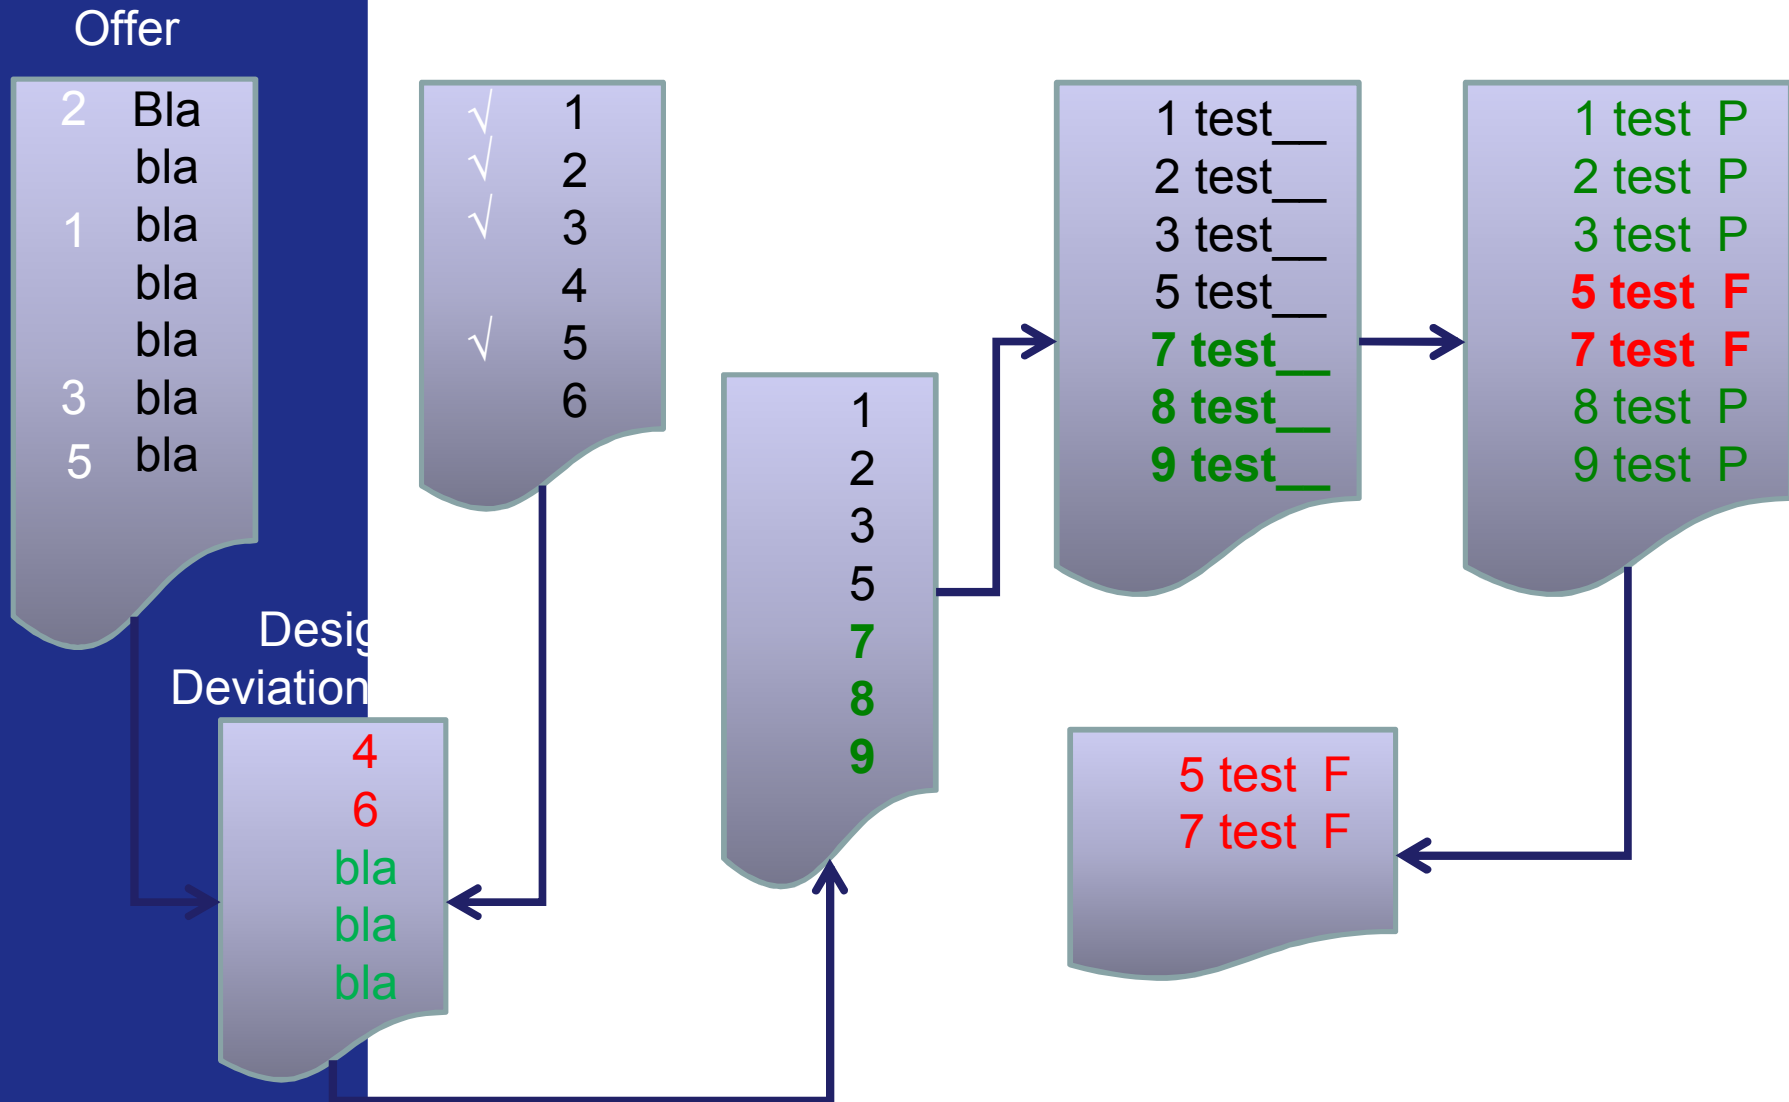 Offer
2 Bla
bla
1 bla
bla
bla
3 bla
5 bla
√ 1
√ 2
√ 3
4
√ 5
6
Desig
Deviation
4
6
bla
bla
bla
1
2
3
5
7
8
9
1 test__
2 test__
3 test__
5 test__
7 test__
8 test__
9 test__
1 test P
2 test P
3 test P
5 test F
7 test F
8 test P
9 test P
5 test F
7 test F